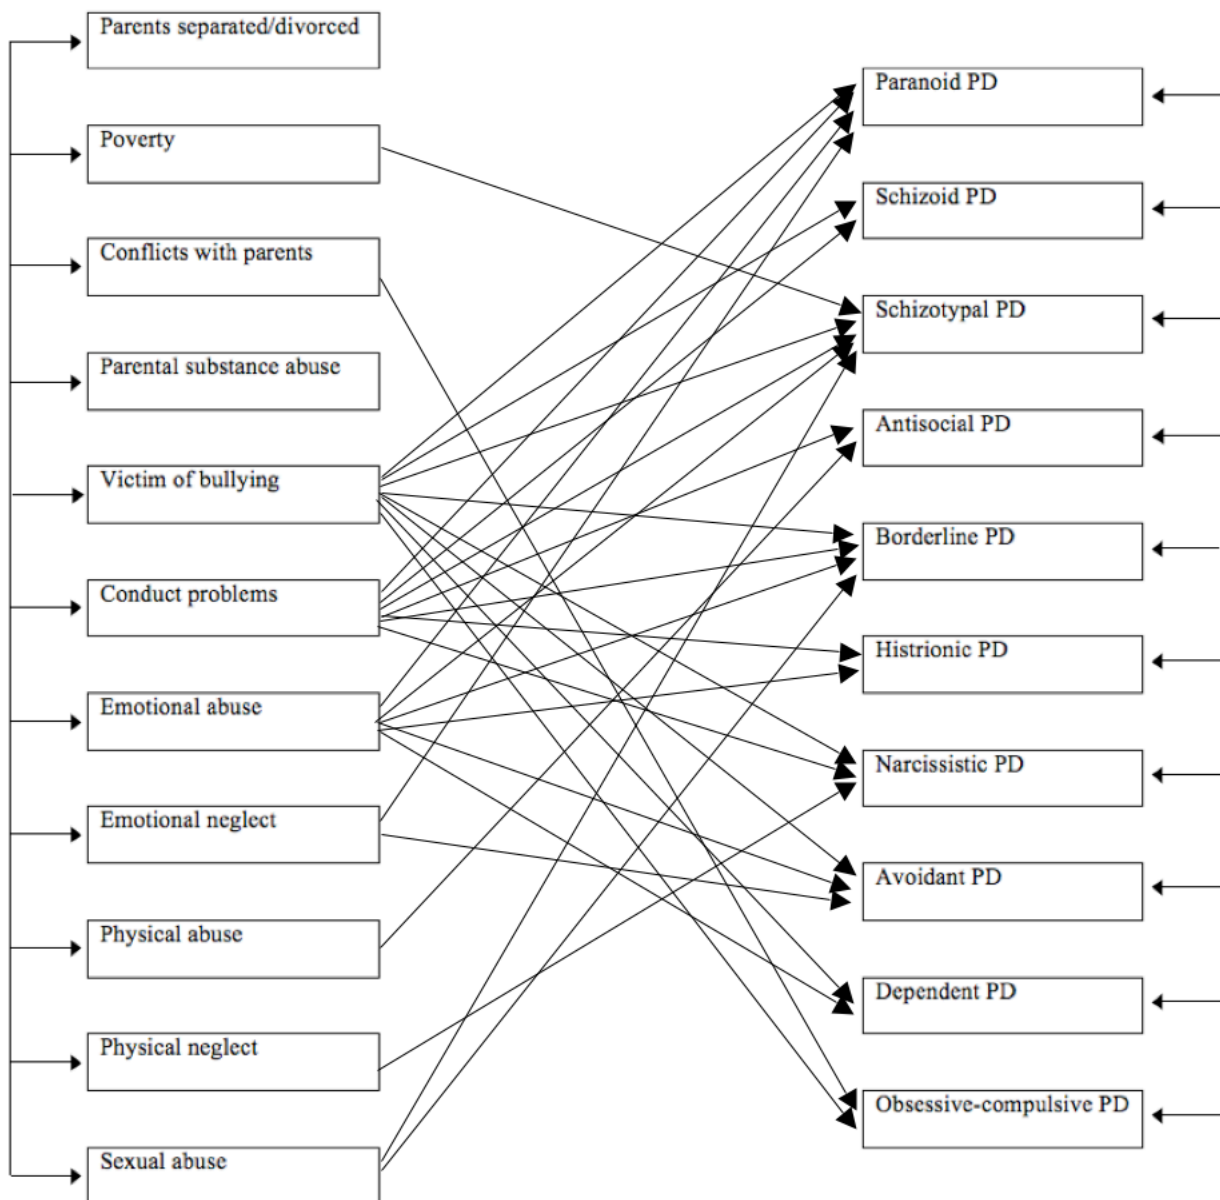 Parents separated/divorced
Poverty
Conflicts with parents
Parental substance abuse
Victim of bullying
Conduct problems
Emotional abuse
Emotional neglect
Physical abuse
Physical neglect
Sexual abuse
Paranoid PD
Schizoid PD
Schizotypal PD
Antisocial PD
Borderline PD
Histrionic PD
Narcissistic PD
Avoidant PD
Dependent PD
Obsessive-compulsive PD